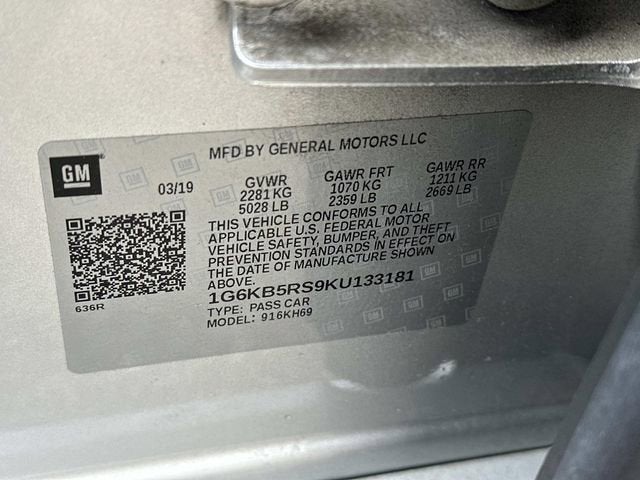 MFD BY GENERAL MOTORS LLC
GM
03/19
GVWR
2281 KG
5028 LB
GAWR FRT
1070 KG
2359 LB
GAWR RR
1211 KG
2669 LB
THIS VEHICLE CONFORMS TO ALL
APPLICABLE U.S. FEDERAL MOTOR
VEHICLE SAFETY, BUMPER, AND THEFT
PREVENTION STANDARDS IN EFFECT ON
THE DATE OF MANUFACTURE SHOWN
ABOVE.
1G6KB5RS9KU133181
TYPE: PASS CAR
MODEL: 916KH69
636R